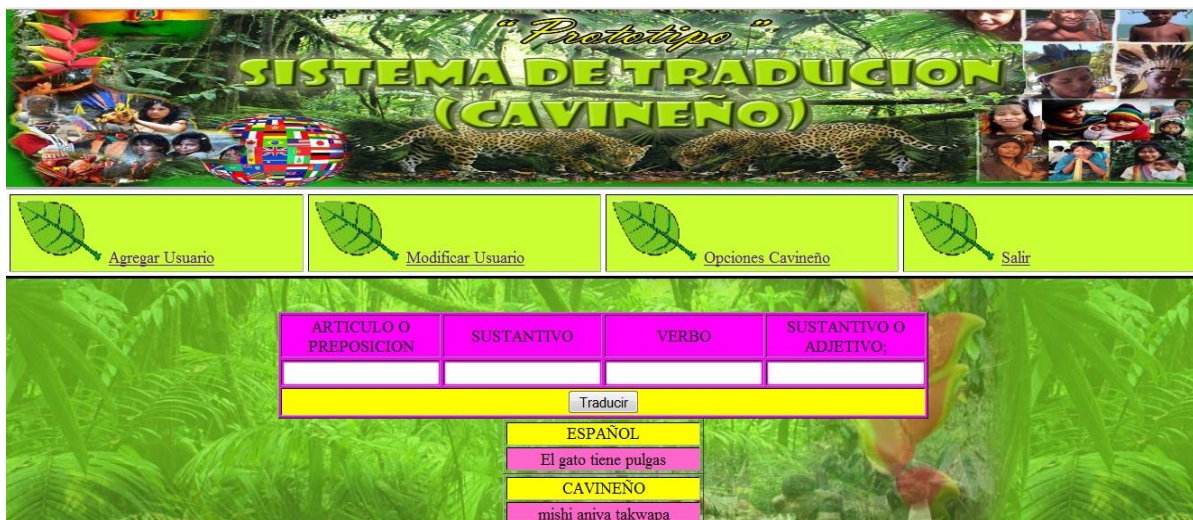 " Prototipo "
SISTEMA DE TRADUCION
(CAVINEÑO)
Agregar Usuario
Modificar Usuario
Opciones Cavineño
Salir
ARTICULO O
PREPOSICION
SUSTANTIVO
VERBO
SUSTANTIVO O
ADJETIVO;
Traducir
ESPAÑOL
El gato tiene pulgas
CAVINEÑO
mishi aniya takwapa